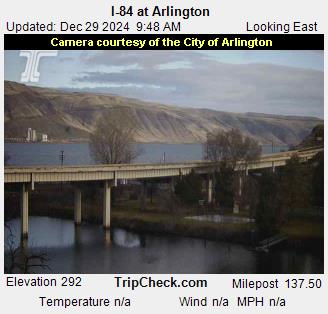 I-84 at Arlington
Updated: Dec 29 2024 9:48 AM Looking East
Camera courtesy of the City of Arlington
Elevation 292 TripCheck.com Milepost 137.50
Temperature n/a Wind n/a MPH n/a